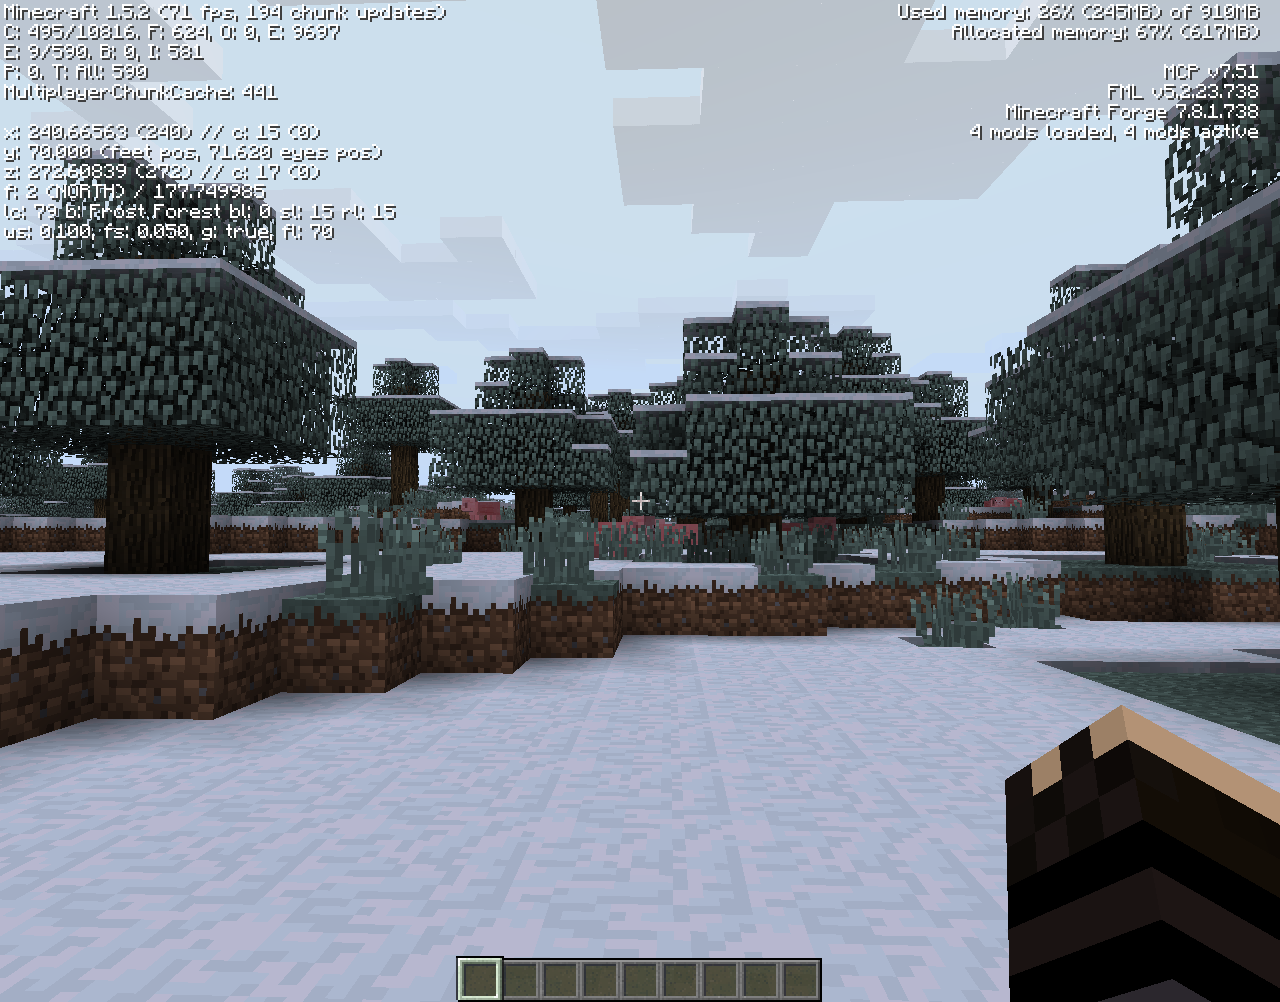 Minecraft 1.5.2 (71 fps, 194 chunk updates)
C: 495/10816, F: 624, O: 0, E: 9697
E: 9/590, B: 0, I: 581
P: 0, T: All: 590
MultiplayerChunkCache: 441
x: 240.66563 (240) // c: 15 (0)
y: 70.000 (feet pos, 71.620 eyes pos)
z: 272.60839 (272) // c: 17 (0)
f: 2 (NORTH) / 177.749985
lc: 79 b: Frost Forest bl: 0 sl: 15 rl: 15
ws: 0.100, fs: 0.050, g: true, fl: 70
Used memory: 26% (245MB) of 910MB
Allocated memory: 67% (617MB)
MCP v7.51
FML v5.2.23.738
Minecraft Forge 7.8.1.738
4 mods loaded, 4 mods active